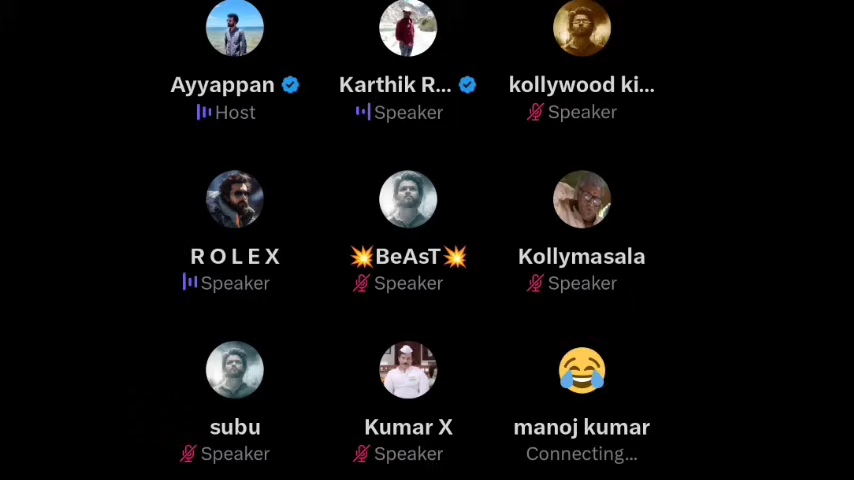 Ayyappan Karthik R... kollywood ki...
Host Speaker Speaker
R O L E X 💥BeAsT💥 Kollymasala
Speaker Speaker Speaker
subu Kumar X manoj kumar
Speaker Speaker Connecting...